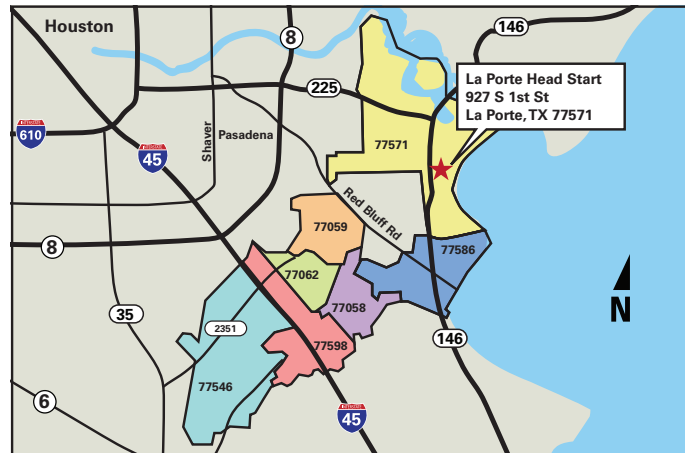 Houston
8
146
225
La Porte Head Start
927 S 1st St
La Porte, TX 77571
610
45
Shaver
Pasadena
77571
Red Bluff Rd
77059
8
77586
77062
77058
35
2351
77598
146
N
77546
6
45